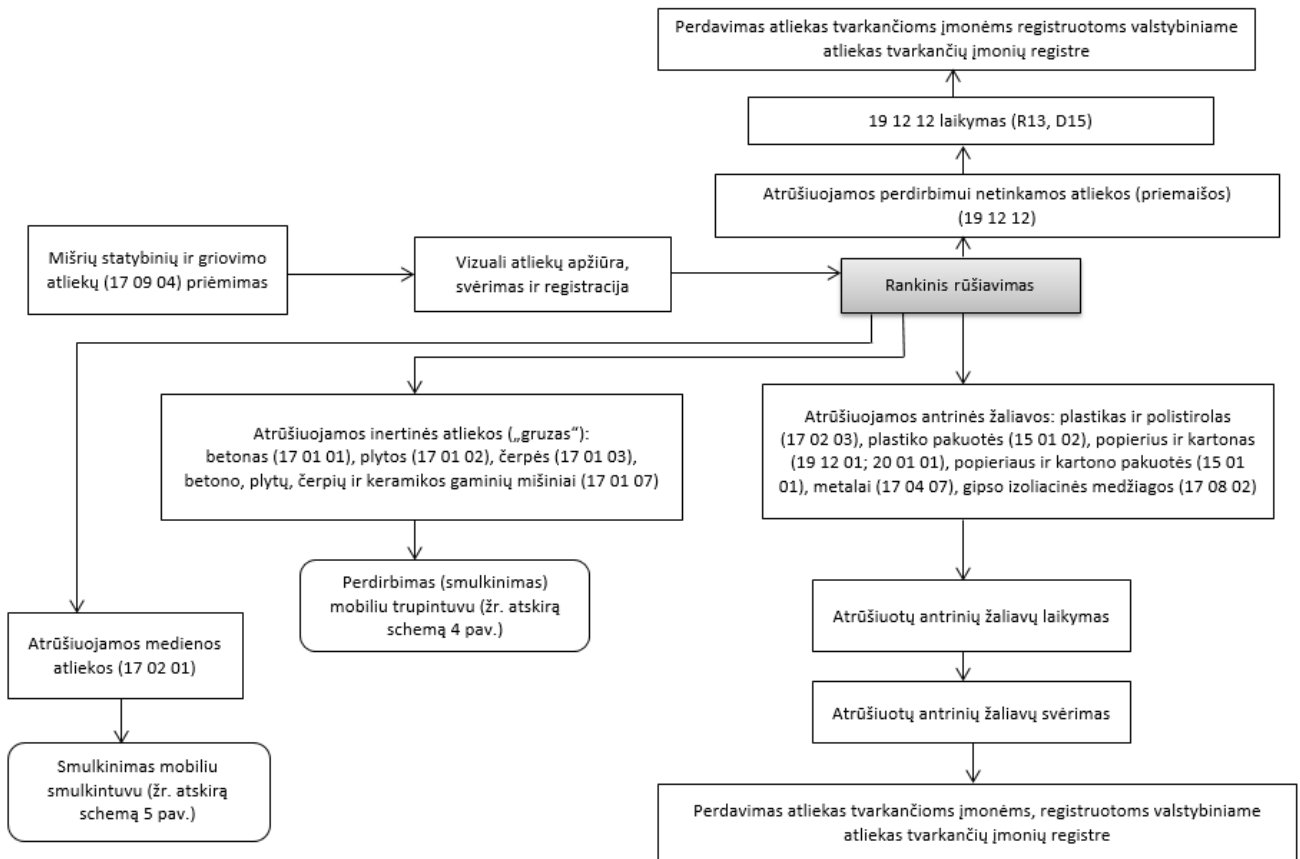 Perdavimas atliekas tvarkančioms įmonėms registruotoms valstybiniame
atliekas tvarkančių įmonių registre
19 12 12 laikymas (R13, D15)
Atrūšiuojamos perdirbimui netinkamos atliekos (priemaišos)
(19 12 12)
Mišrių statybinių ir griovimo
atliekų (17 09 04) priėmimas
Vizuali atliekų apžiūra,
svėrimas ir registracija
Rankinis rūšiavimas
Atrūšiuojamos inertinės atliekos („gruzas“):
betonas (17 01 01), plytos (17 01 02), čerpės (17 01 03),
betono, plytų, čerpių ir keramikos gaminių mišiniai (17 01 07)
Atrūšiuojamos antrinės žaliavos: plastikas ir polistirolas
(17 02 03), plastiko pakuotės (15 01 02), popierius ir kartonas
(19 12 01; 20 01 01), popieriaus ir kartono pakuotės (15 01
01), metalai (17 04 07), gipso izoliacinės medžiagos (17 08 02)
Perdirbimas (smulkinimas)
mobiliu trupintuvu (žr. atskirą
schemą 4 pav.)
Atrūšiuojamos medienos
atliekos (17 02 01)
Atrūšiuotų antrinių žaliavų laikymas
Atrūšiuotų antrinių žaliavų svėrimas
Smulkinimas mobiliu
smulkintuvu (žr. atskirą
schemą 5 pav.)
Perdavimas atliekas tvarkančioms įmonėms, registruotoms valstybiniame
atliekas tvarkančių įmonių registre